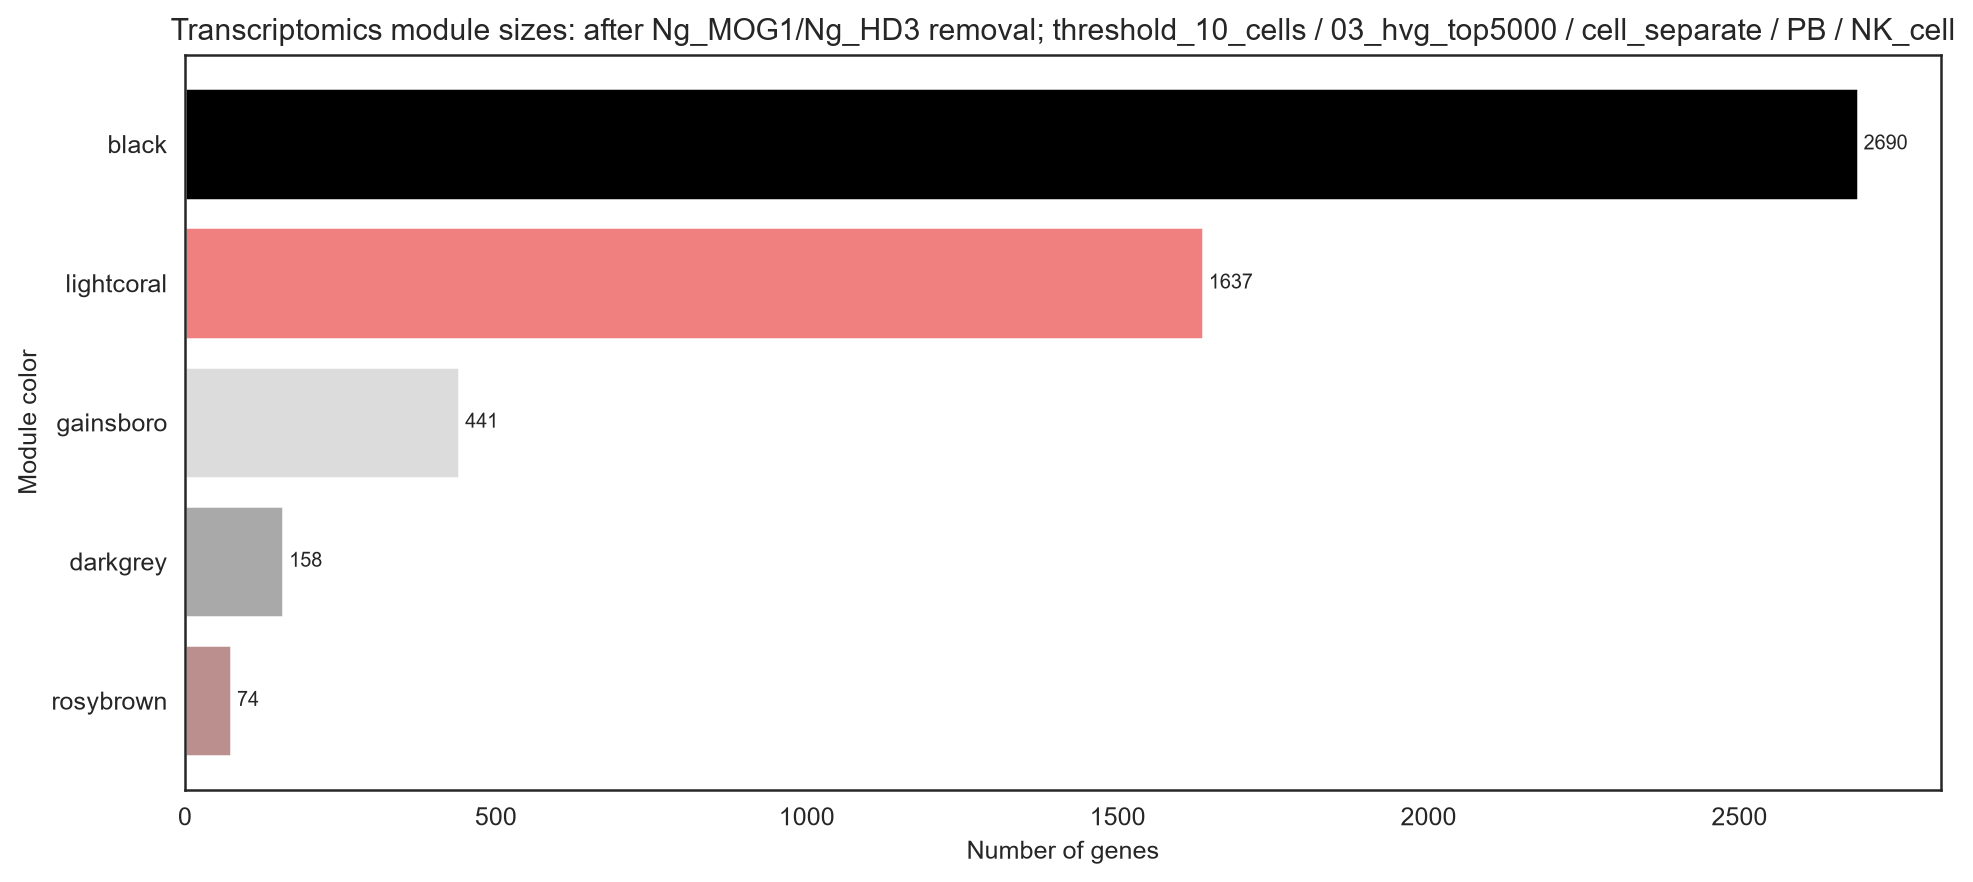 Transcriptomics module sizes: after Ng_MOG1/Ng_HD3 removal; threshold_10_cells / 03_hvg_top5000 / cell_separate / PB / NK_cell
Module color
black
2690
lightcoral
1637
gainsboro
441
darkgrey
158
rosybrown
74
0 500 1000 1500 2000 2500
Number of genes